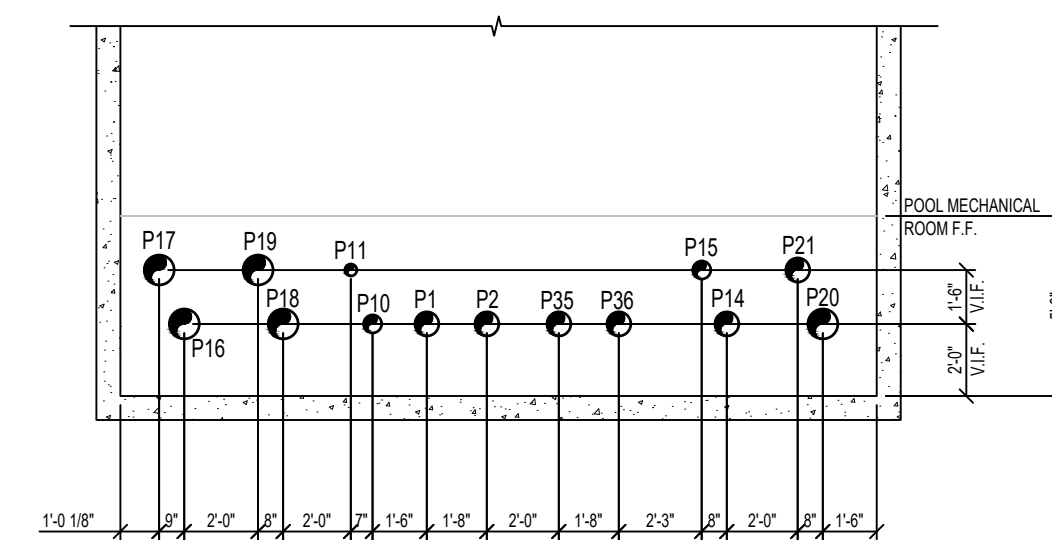 POOL MECHANICAL
ROOM F.F.
P17
P19
P11
P15
P21
P16
P18
P10
P1
P2
P35
P36
P14
P20
1'-6"
V.I.F.
2'-0"
V.I.F.
1'-0 1/8"
9"
2'-0"
8"
2'-0"
7"
1'-6"
1'-8"
2'-0"
1'-8"
2'-3"
8"
2'-0"
8"
1'-6"